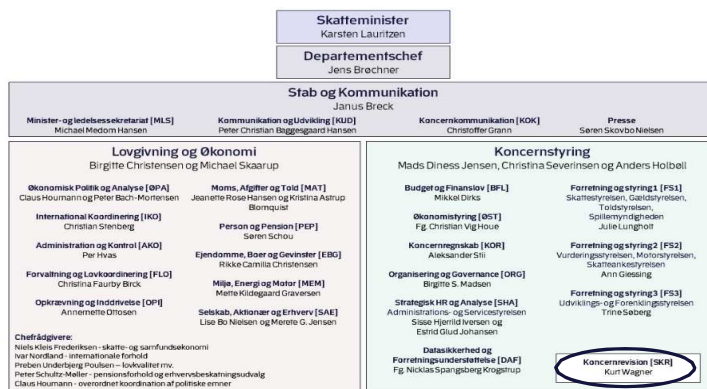 Skatteminister
Karsten Lauritzen
Departementschef
Jens Brøchner
Stab og Kommunikation
Janus Breck
Minister- og ledelsessekretariat [MLS]
Michael Medom Hansen
Kommunikation og Udvikling [KUD]
Peter Christian Baggesgaard Hansen
Koncernkommunikation [KOK]
Christoffer Grann
Presse
Søren Skovbo Nielsen
Lovgivning og Økonomi
Birgitte Christensen og Michael Skaarup
Økonomisk Politik og Analyse [ØPA]
Claus Houmann og Peter Bach-Mortensen
International Koordinering [IKO]
Christian Stenberg
Administration og Kontrol [AKO]
Per Hvas
Forvaltning og Lovkoordinering [FLO]
Christina Faurby Birck
Opkrævning og Inddrivelse [OPI]
Annemette Ottosen
Moms, Afgifter og Told [MAT]
Jeanette Rose Hansen og Kristina Astrup
Blomquist
Person og Pension [PEP]
Søren Schou
Ejendomme, Boer og Gevinster [EBG]
Rikke Camilla Christensen
Miljø, Energi og Motor [MEM]
Mette Kildegaard Graversen
Selskab, Aktionær og Erhverv [SAE]
Lise Bo Nielsen og Merete G. Jensen
Chefrådgivere:
Niels Kleis Frederiksen - skatte- og samfundsøkonomi
Ivar Nordland - internationale forhold
Preben Underbjerg Poulsen – lovkvalitet mv.
Peter Schultz-Møller - pensionsforhold og erhvervsbeskatningsudvalg
Claus Houmann - overordnet koordination af politiske emner
Koncernstyring
Mads Diness Jensen, Christina Severinsen og Anders Holbøll
Budget og Finanslov [BFL]
Mikkel Dirks
Økonomistyring [ØST]
Fg. Christian Vig Houe
Koncernregnskab [KOR]
Aleksander Stii
Organisering og Governance [ORG]
Birgitte S. Madsen
Strategisk HR og Analyse [SHA]
Administrations- og Servicestyrelsen
Sisse Hjerrild Iversen og
Estrid Glud Johansen
Datasikkerhed og
Forretningsunderstøttelse [DAF]
Fg. Nicklas Spangsberg Krogstrup
Forretning og styring1 [FS1]
Skattestyrelsen, Gældstyrelsen,
Toldstyrelsen,
Spillemyndigheden
Julie Lungholt
Forretning og styring2 [FS2]
Vurderingsstyrelsen, Motorstyrelsen,
Skatteankestyrelsen
Ann Giessing
Forretning og styring3 [FS3]
Udviklings- og Forenklingsstyrelsen
Trine Søberg
Koncernrevision [SKR]
Kurt Wagner